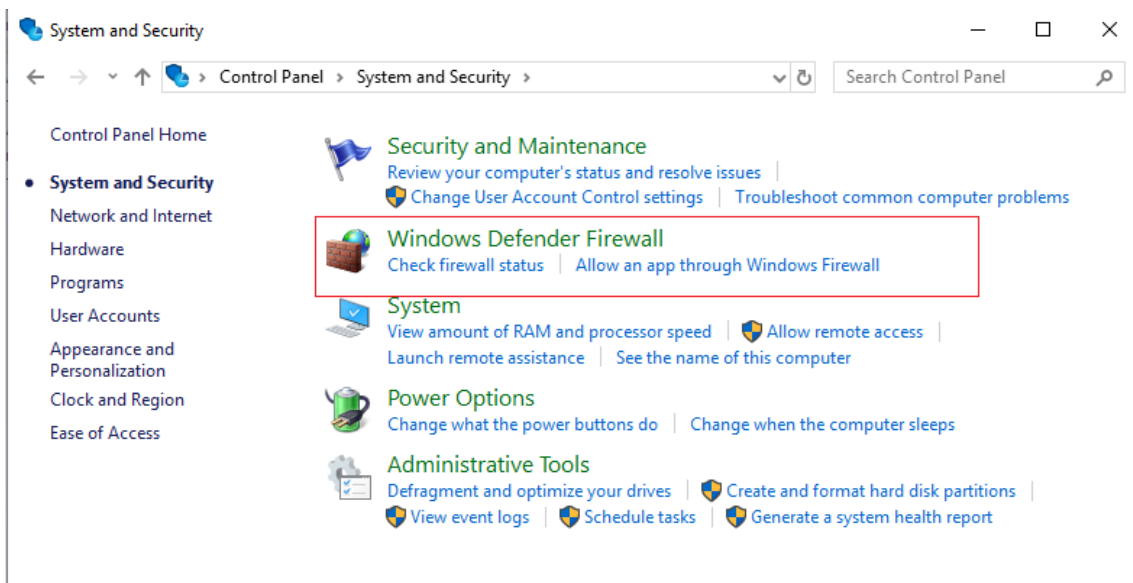 System and Security
Control Panel > System and Security >
Search Control Panel
Control Panel Home
System and Security
Network and Internet
Hardware
Programs
User Accounts
Appearance and
Personalization
Clock and Region
Ease of Access
Security and Maintenance
Review your computer's status and resolve issues
Change User Account Control settings
Troubleshoot common computer problems
Windows Defender Firewall
Check firewall status
Allow an app through Windows Firewall
System
View amount of RAM and processor speed
Allow remote access
Launch remote assistance
See the name of this computer
Power Options
Change what the power buttons do
Change when the computer sleeps
Administrative Tools
Defragment and optimize your drives
Create and format hard disk partitions
View event logs
Schedule tasks
Generate a system health report